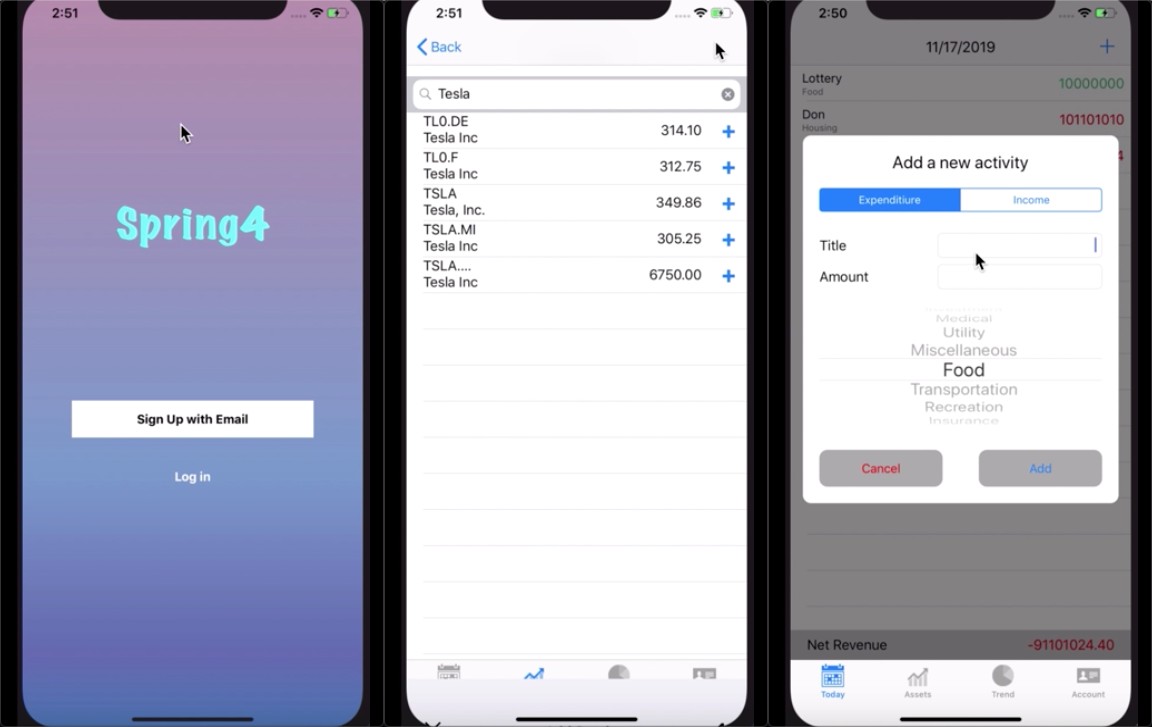 2:51
Spring4
Sign Up with Email
Log in
2:51
Back
Tesla
TL0.DE
Tesla Inc
314.10
TL0.F
Tesla Inc
312.75
TSLA
Tesla, Inc.
349.86
TSLA.MI
Tesla Inc
305.25
TSLA....
Tesla Inc
6750.00
2:50
11/17/2019
Lottery
Food
10000000
Don
Housing
101101010
4
Add a new activity
Expenditiure
Income
Title
Amount
Medical
Utility
Miscellaneous
Food
Transportation
Recreation
Insurance
Cancel
Add
Net Revenue
-91101024.40
Today
Assets
Trend
Account